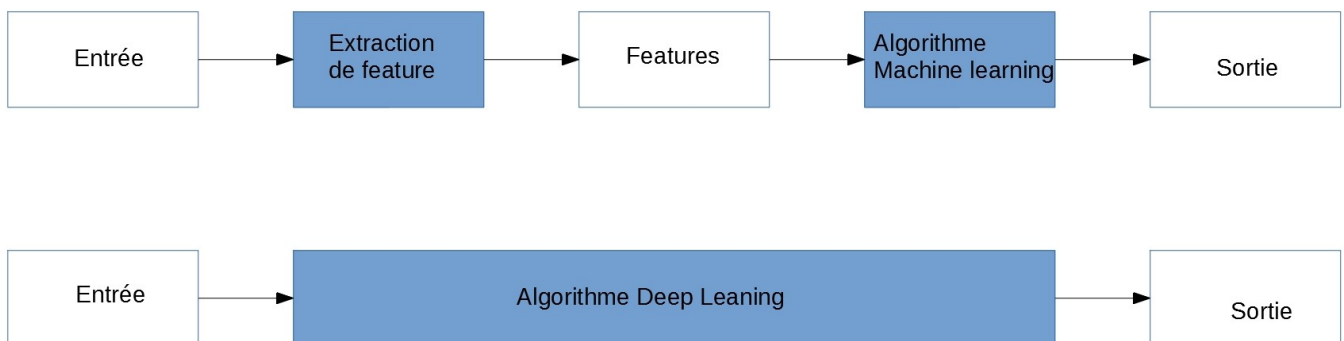 Entrée
Extraction
de feature
Features
Algorithme
Machine learning
Sortie
Entrée
Algorithme Deep Leaning
Sortie